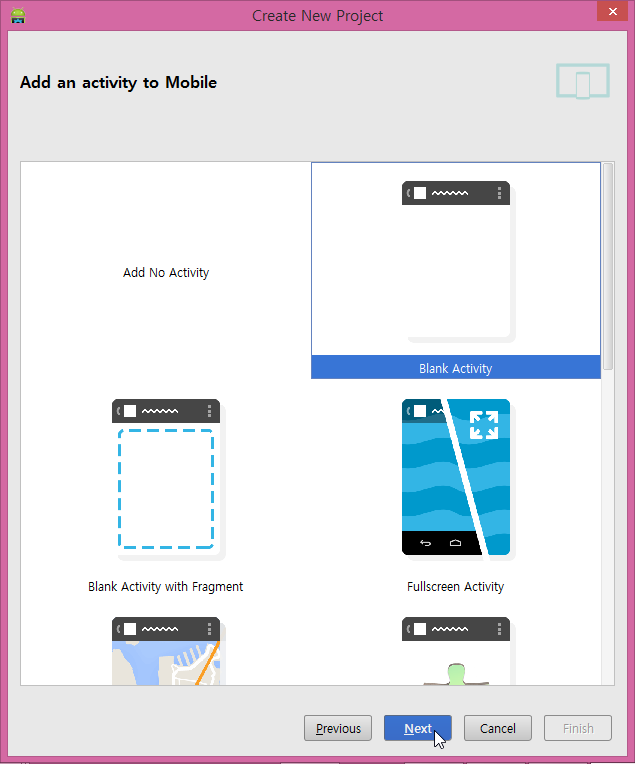 Create New Project
Add an activity to Mobile
Add No Activity
Blank Activity
Blank Activity with Fragment
Fullscreen Activity
Previous
Next
Cancel
Finish